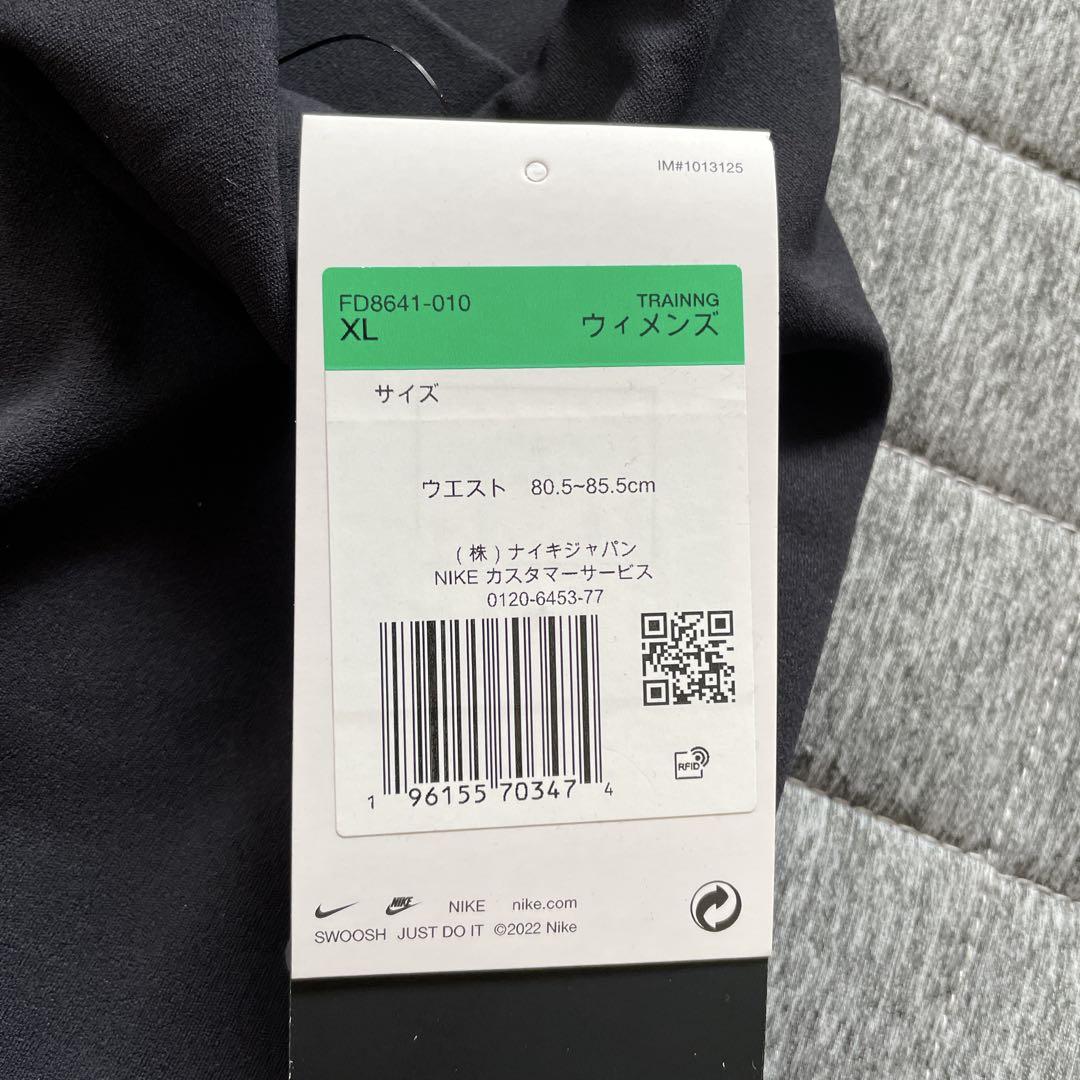 IM#1013125
FD8641-010
TRAINNG
XL
ウィメンズ
サイズ
ウエスト 80.5~85.5cm
(株)ナイキジャパン
NIKE カスタマーサービス
0120-6453-77
RFID
1 96155 70347 4
NIKE NIKE nike.com
SWOOSH JUST DO IT ©2022 Nike